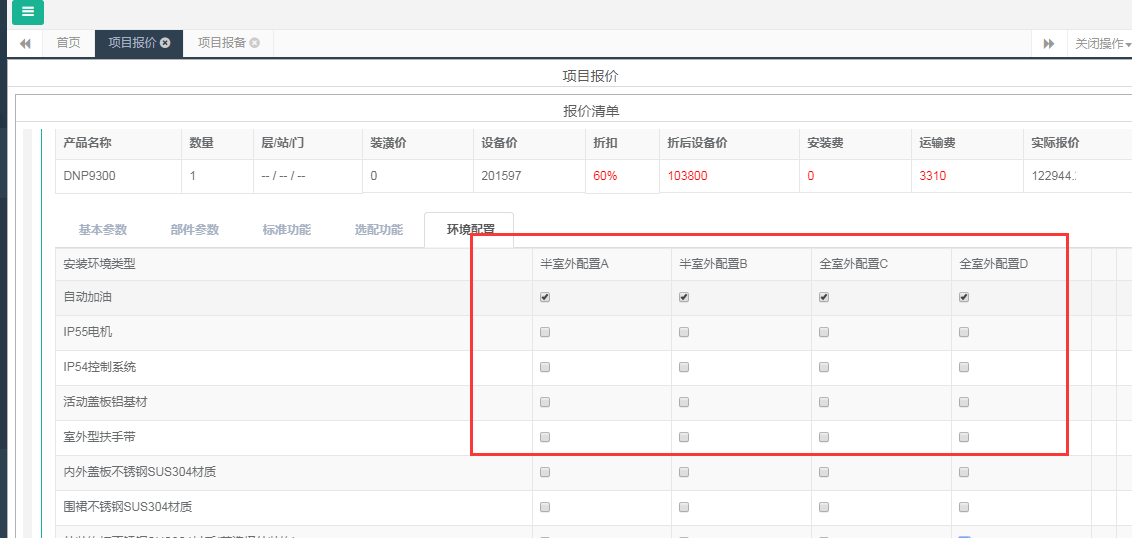 首页 项目报价 项目报备 关闭操作
项目报价
报价清单
产品名称 数量 层/站/门 装潢价 设备价 折扣 折后设备价 安装费 运输费 实际报价
DNP9300 1 -- / -- / -- 0 201597 60% 103800 0 3310 122944.
基本参数 部件参数 标准功能 选配功能 环境配置
安装环境类型 半室外配置A 半室外配置B 全室外配置C 全室外配置D
自动加油
IP55电机
IP54控制系统
活动盖板铝基材
室外型扶手带
内外盖板不锈钢SUS304材质
围裙不锈钢SUS304材质